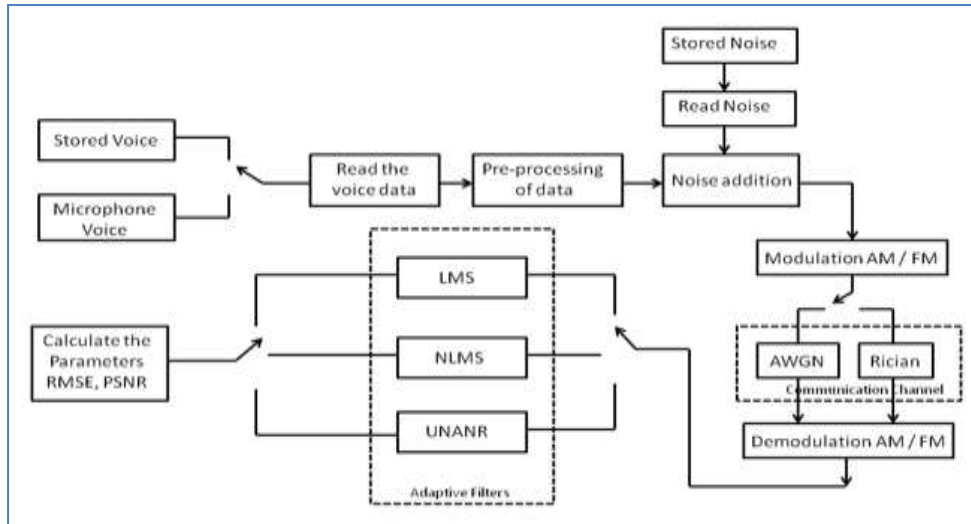 Stored Noise
Read Noise
Stored Voice
Read the
voice data
Pre-processing
of data
Noise addition
Microphone
Voice
Modulation AM / FM
LMS
Calculate the
Parameters
RMSE, PSNR
NLMS
AWGN
Rician
Communication Channel
UNANR
Demodulation AM / FM
Adaptive Filters